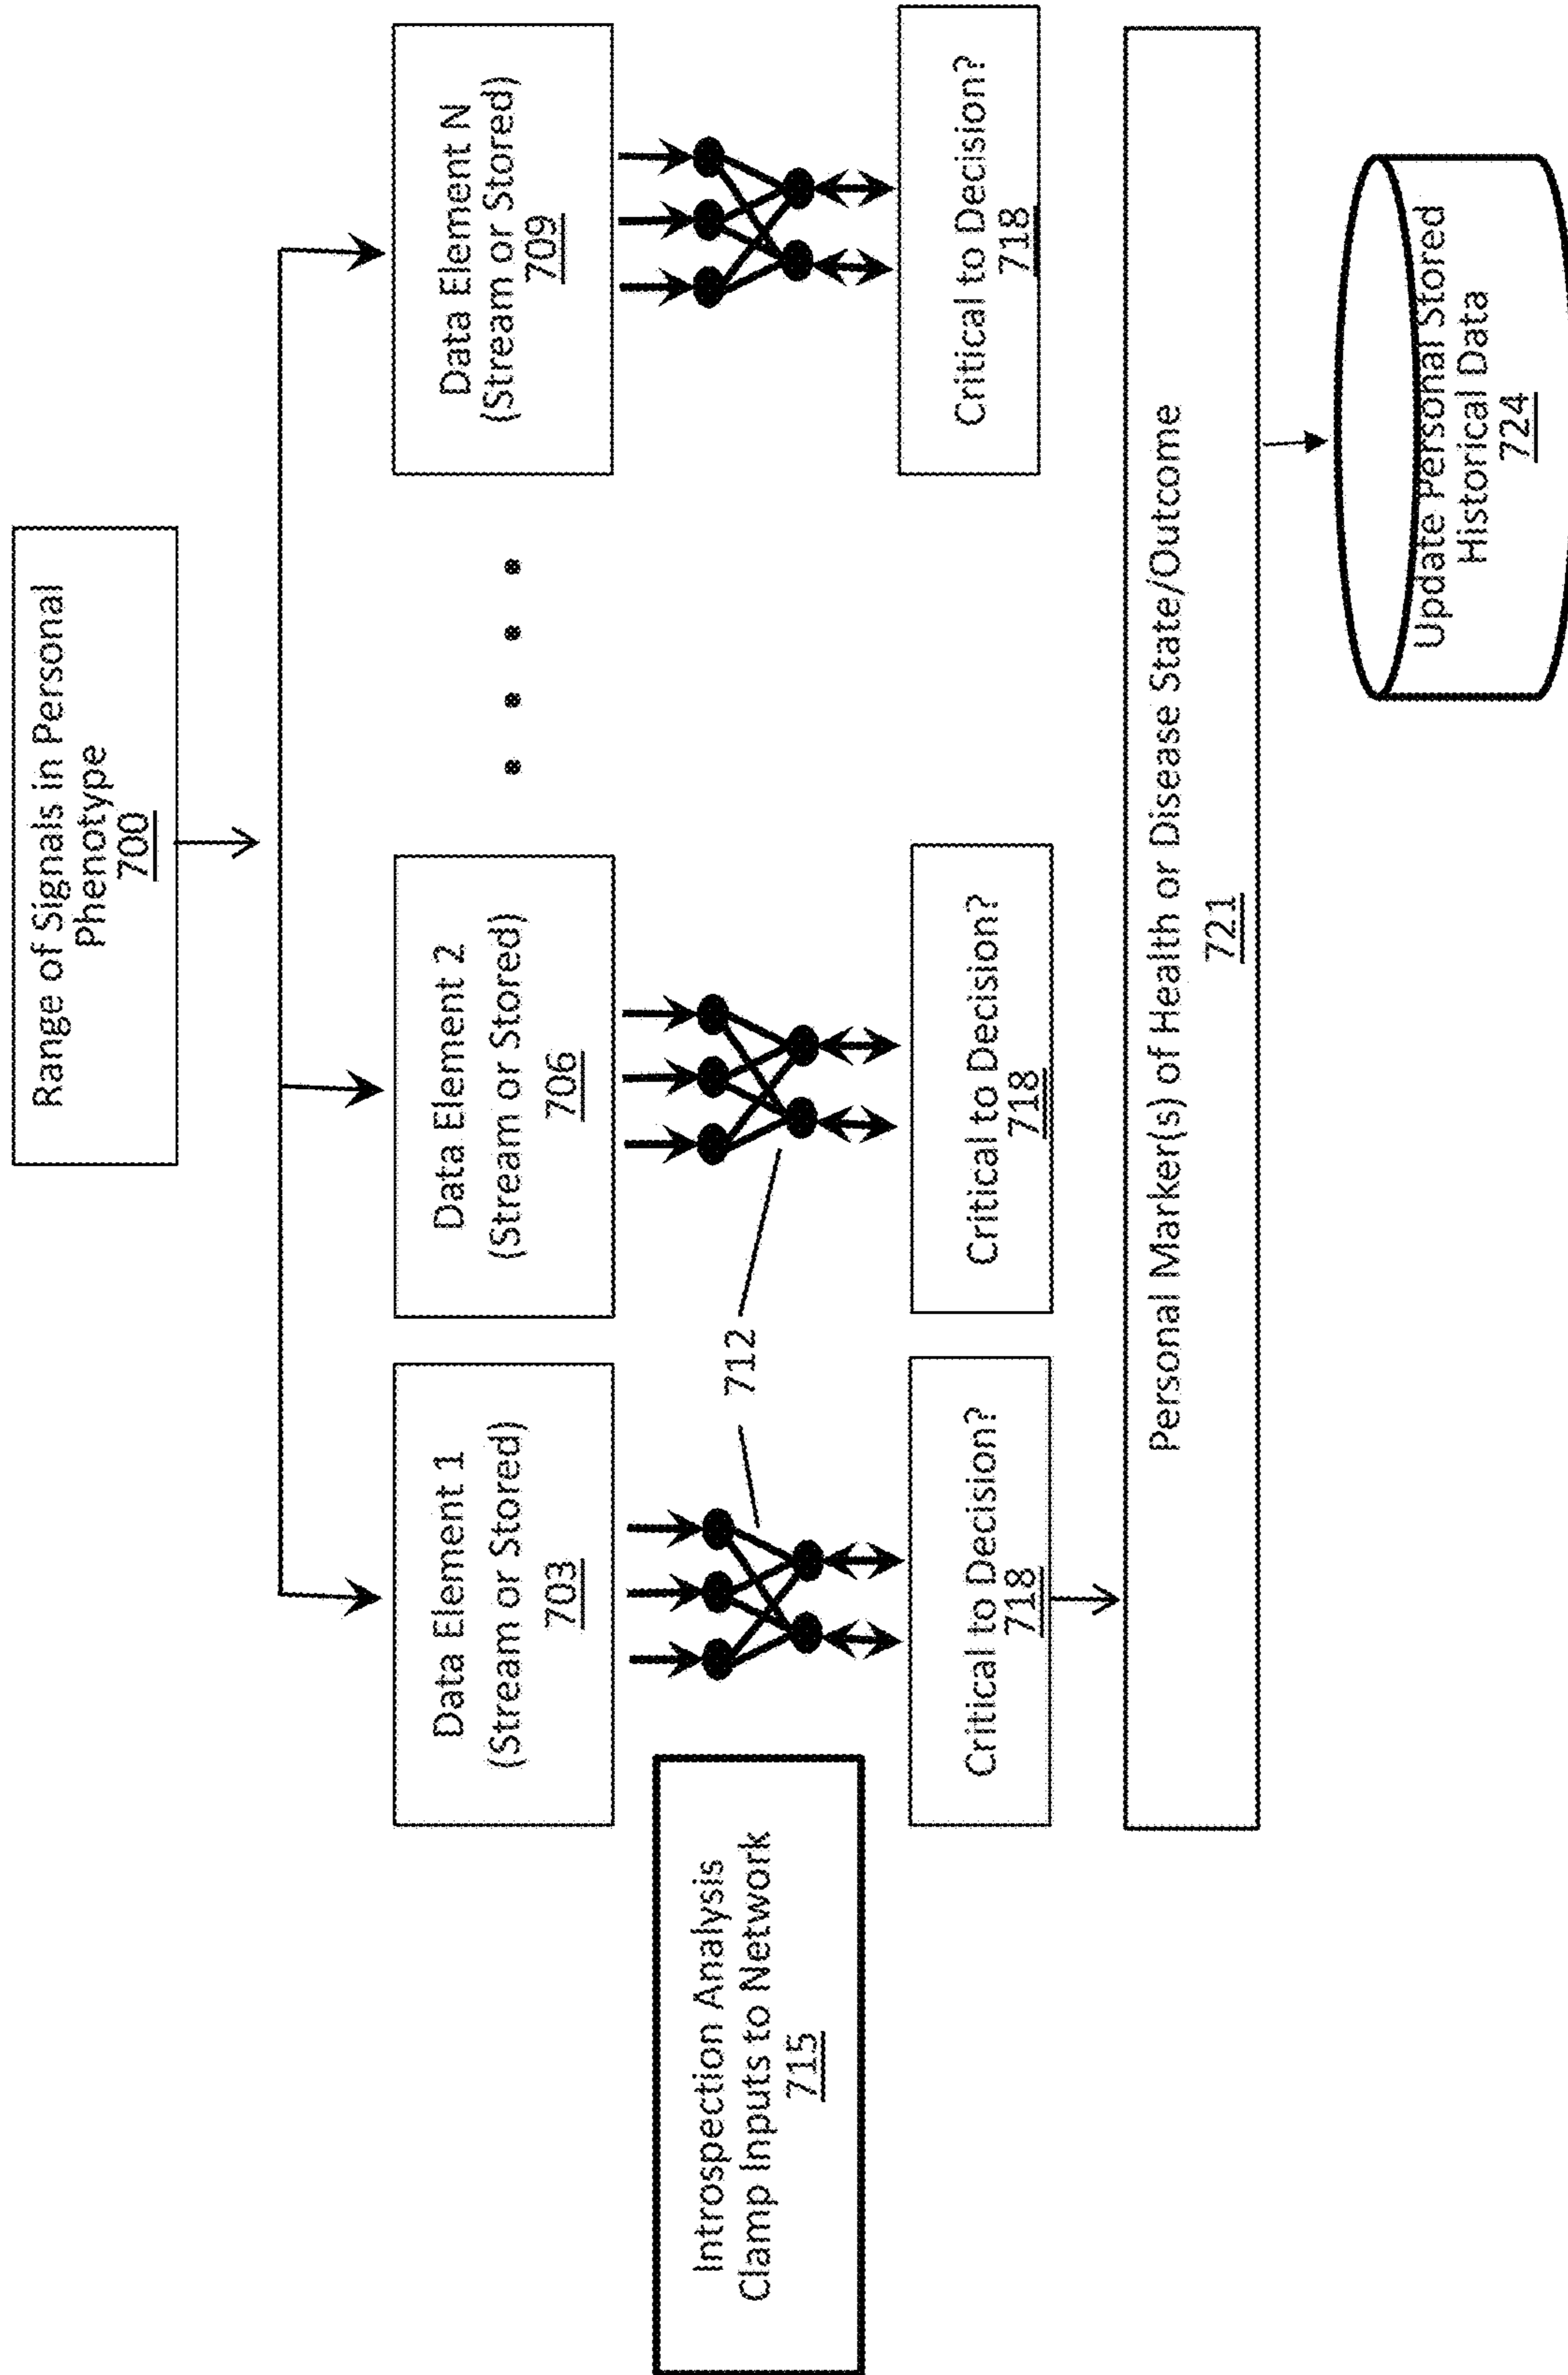 Range of Signals in Personal
Phenotype
700
Data Element 1
(Stream or Stored)
703
Data Element 2
(Stream or Stored)
706
Data Element N
(Stream or Stored)
709
712
Introspection Analysis
Clamp Inputs to Network
715
Critical to Decision?
718
Critical to Decision?
718
Critical to Decision?
718
Personal Marker(s) of Health or Disease State/Outcome
721
Update Personal Stored
Historical Data
724